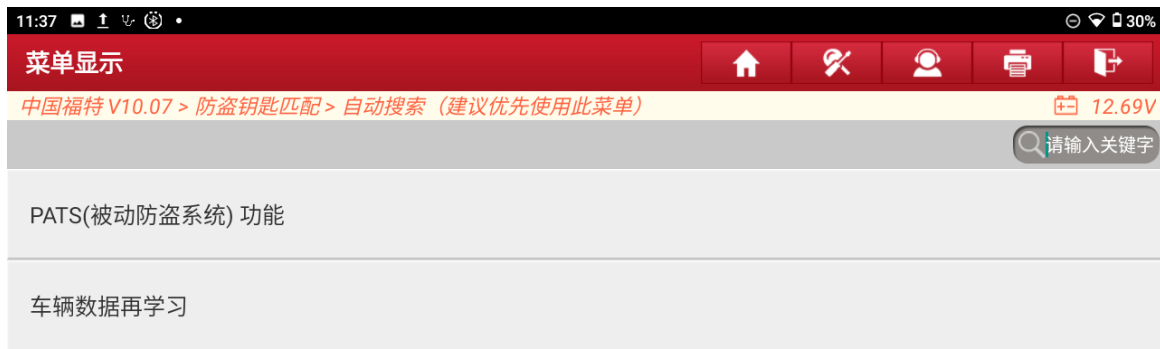 11:37 30%
菜单显示
中国福特 V10.07 > 防盗钥匙匹配 > 自动搜索（建议优先使用此菜单） 12.69V
请输入关键字
PATS(被动防盗系统) 功能
车辆数据再学习